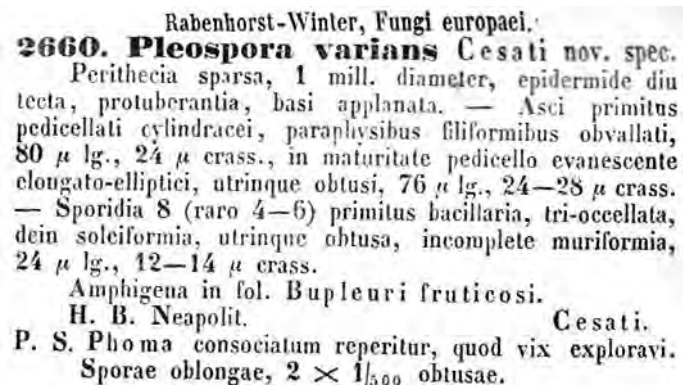 Rabenhorst-Winter, Fungi europaei.
2660. Pleospora varians Cesati nov. spec.
Perithecia sparsa, 1 mill. diameter, epidermide diu
tecta, protuberantia, basi applanata. — Asci primitus
pedicellati cylindracei, paraphysibus filiformibus obvallati,
80 μ lg., 24 μ crass., in maturitate pedicello evanescente
elongato-elliptici, utrinque obtusi, 76 μ lg., 24—28 μ crass.
— Sporidia 8 (raro 4—6) primitus bacillaria, tri-occellata,
dein soleiformia, utrinque obtusa, incomplete muriformia,
24 μ lg., 12—14 μ crass.
Amphigena in fol. Bupleuri fruticosi.
H. B. Neapolit. Cesati.
P. S. Phoma consociatum reperitur, quod vix exploravi.
Sporae oblongae, 2 × 1/500 obtusae.